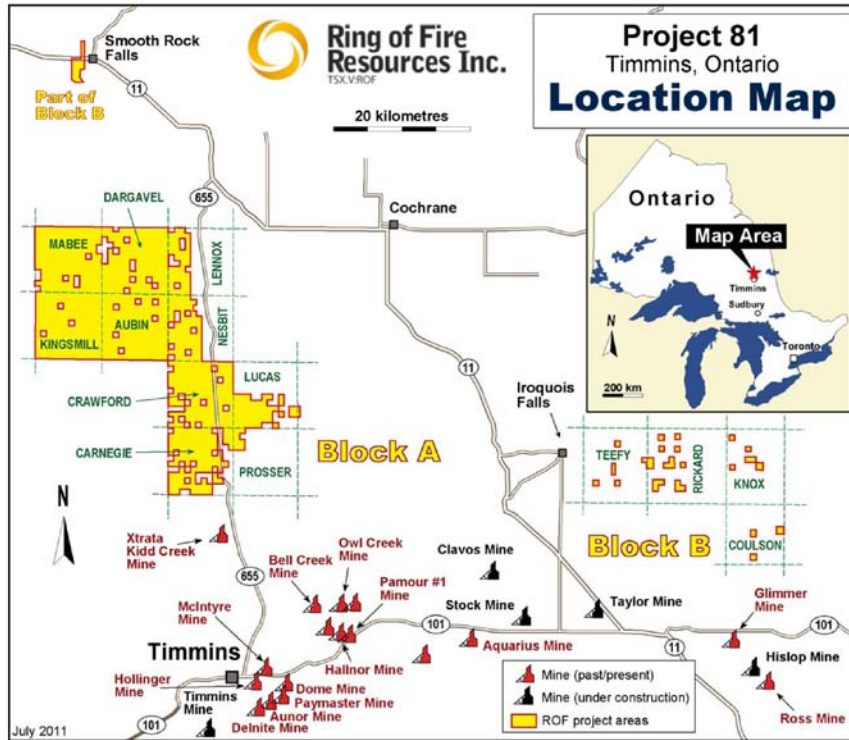 Smooth Rock
Falls
Part of
Block B
11
Ring of Fire
Resources Inc.
TSX.V:ROF
20 kilometres
Project 81
Timmins, Ontario
Location Map
655
DARGAVEL
MABEE
LENNOX
Cochrane
Ontario
Map Area
Timmins
Sudbury
Toronto
N
200 km
AUBIN
KINGSMILL
NESBIT
LUCAS
11
CRAWFORD
CARNEGIE
Block A
PROSSER
Iroquois
Falls
TEEFY
RICKARD
KNOX
Block B
COULSON
N
Xtrata
Kidd Creek
Mine
655
Bell Creek
Mine
Owl Creek
Mine
Pamour #1
Mine
Clavos Mine
Stock Mine
Taylor Mine
Glimmer
Mine
McIntyre
Mine
101
Timmins
Hallnor Mine
Aquarius Mine
11
101
Hislop Mine
Hollinger
Mine
Timmins
Mine
Dome Mine
Paymaster Mine
Aunor Mine
Delnite Mine
Ross Mine
101
Mine (past/present)
Mine (under construction)
ROF project areas
July 2011